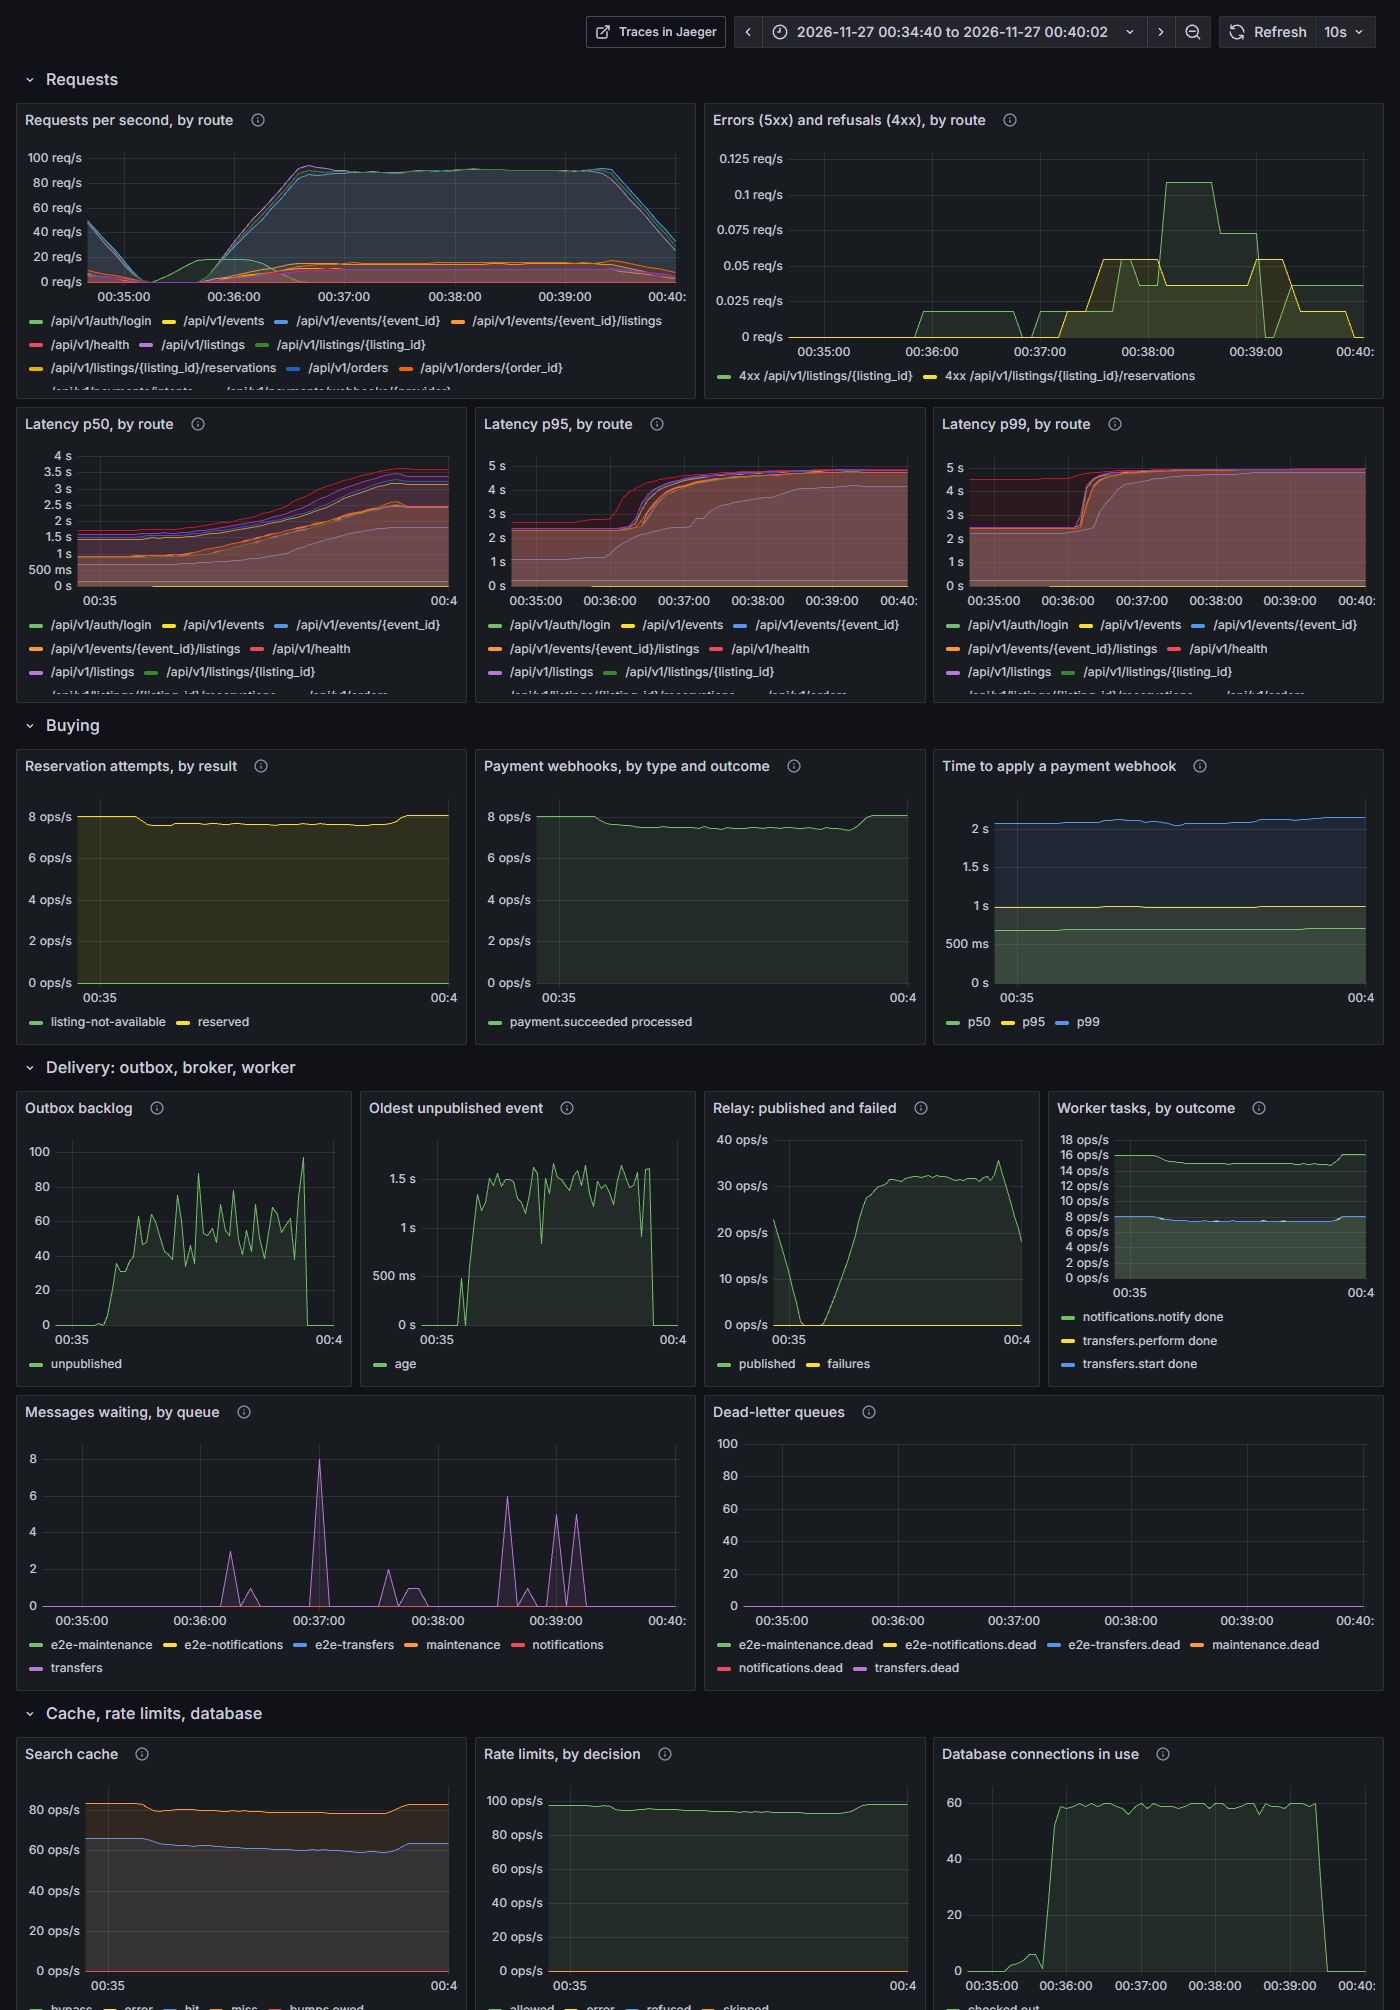 Traces in Jaeger
2026-11-27 00:34:40 to 2026-11-27 00:40:02
Refresh 10s
Requests
Requests per second, by route
100 req/s
80 req/s
60 req/s
40 req/s
20 req/s
0 req/s
00:35:00 00:36:00 00:37:00 00:38:00 00:39:00 00:40:
/api/v1/auth/login /api/v1/events /api/v1/events/{event_id} /api/v1/events/{event_id}/listings
/api/v1/health /api/v1/listings /api/v1/listings/{listing_id}
/api/v1/listings/{listing_id}/reservations /api/v1/orders /api/v1/orders/{order_id}
Errors (5xx) and refusals (4xx), by route
0.125 req/s
0.1 req/s
0.075 req/s
0.05 req/s
0.025 req/s
0 req/s
00:35:00 00:36:00 00:37:00 00:38:00 00:39:00 00:40:
4xx /api/v1/listings/{listing_id} 4xx /api/v1/listings/{listing_id}/reservations
Latency p50, by route
4 s
3.5 s
3 s
2.5 s
2 s
1.5 s
1 s
500 ms
0 s
00:35 00:4
/api/v1/auth/login /api/v1/events /api/v1/events/{event_id}
/api/v1/events/{event_id}/listings /api/v1/health
/api/v1/listings /api/v1/listings/{listing_id}
Latency p95, by route
5 s
4 s
3 s
2 s
1 s
0 s
00:35:00 00:36:00 00:37:00 00:38:00 00:39:00 00:40:
/api/v1/auth/login /api/v1/events /api/v1/events/{event_id}
/api/v1/events/{event_id}/listings /api/v1/health
/api/v1/listings /api/v1/listings/{listing_id}
Latency p99, by route
5 s
4 s
3 s
2 s
1 s
0 s
00:35:00 00:36:00 00:37:00 00:38:00 00:39:00 00:40:
/api/v1/auth/login /api/v1/events /api/v1/events/{event_id}
/api/v1/events/{event_id}/listings /api/v1/health
/api/v1/listings /api/v1/listings/{listing_id}
Buying
Reservation attempts, by result
8 ops/s
6 ops/s
4 ops/s
2 ops/s
0 ops/s
00:35 00:4
listing-not-available reserved
Payment webhooks, by type and outcome
8 ops/s
6 ops/s
4 ops/s
2 ops/s
0 ops/s
00:35 00:4
payment.succeeded processed
Time to apply a payment webhook
2 s
1.5 s
1 s
500 ms
0 s
00:35 00:4
p50 p95 p99
Delivery: outbox, broker, worker
Outbox backlog
100
80
60
40
20
0
00:35 00:4
unpublished
Oldest unpublished event
1.5 s
1 s
500 ms
0 s
00:35 00:4
age
Relay: published and failed
40 ops/s
30 ops/s
20 ops/s
10 ops/s
0 ops/s
00:35 00:4
published failures
Worker tasks, by outcome
18 ops/s
16 ops/s
14 ops/s
12 ops/s
10 ops/s
8 ops/s
6 ops/s
4 ops/s
2 ops/s
0 ops/s
00:35 00:4
notifications.notify done
transfers.perform done
transfers.start done
Messages waiting, by queue
8
6
4
2
0
00:35:00 00:36:00 00:37:00 00:38:00 00:39:00 00:40:
e2e-maintenance e2e-notifications e2e-transfers maintenance notifications
transfers
Dead-letter queues
100
80
60
40
20
0
00:35:00 00:36:00 00:37:00 00:38:00 00:39:00 00:40:
e2e-maintenance.dead e2e-notifications.dead e2e-transfers.dead maintenance.dead
notifications.dead transfers.dead
Cache, rate limits, database
Search cache
80 ops/s
60 ops/s
40 ops/s
20 ops/s
0 ops/s
00:35 00:4
Rate limits, by decision
100 ops/s
80 ops/s
60 ops/s
40 ops/s
20 ops/s
0 ops/s
00:35 00:4
Database connections in use
60
40
20
0
00:35:00 00:36:00 00:37:00 00:38:00 00:39:00 00:40: